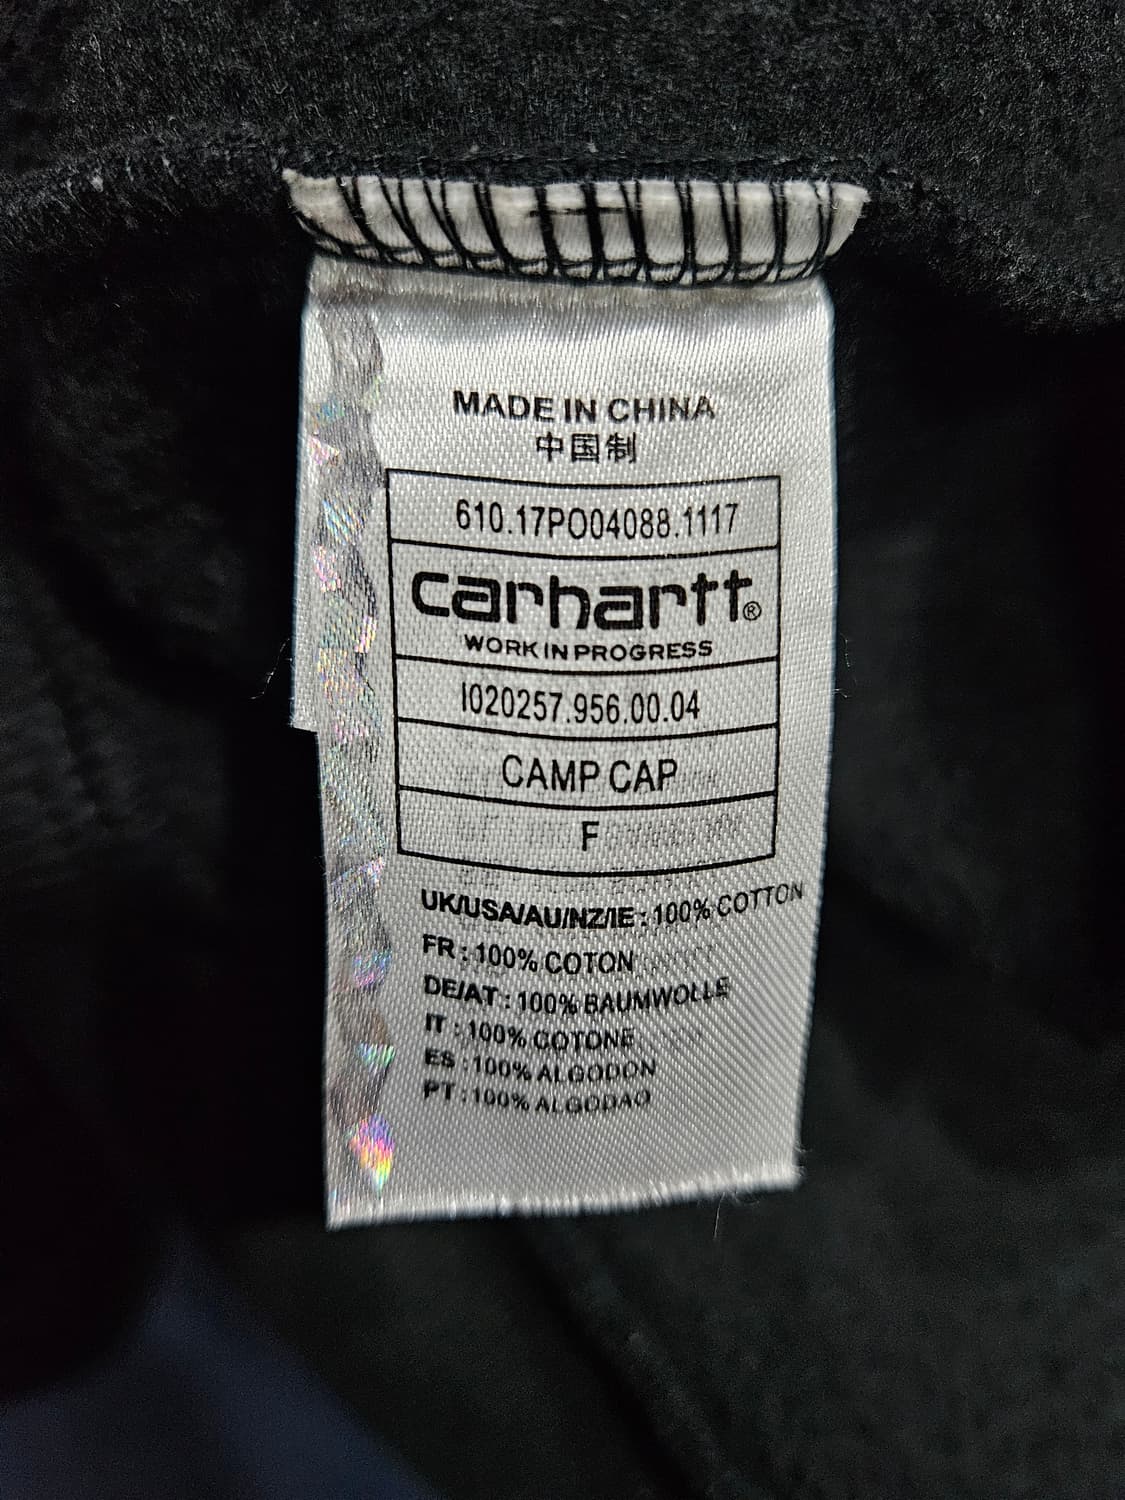 MADE IN CHINA
中国制
610.17PO04088.1117
carhartt®
WORK IN PROGRESS
I020257.956.00.04
CAMP CAP
F
UK/USA/AU/NZ/IE : 100% COTTON
FR : 100% COTON
DE/AT : 100% BAUMWOLLE
IT : 100% COTONE
ES : 100% ALGODON
PT : 100% ALGODAO